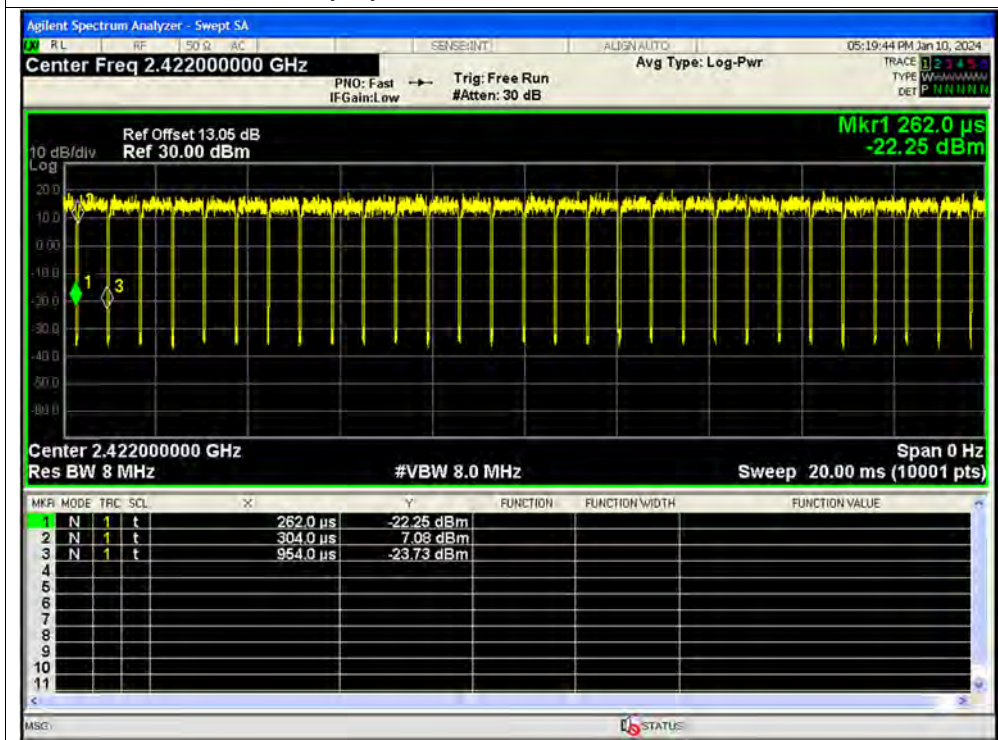 Agilent Spectrum Analyzer - Swept SA
RL RF 50 Ω AC SENSE:INT ALIGN AUTO 05:19:44 PM Jan 10, 2024
Center Freq 2.422000000 GHz Avg Type: Log-Pwr TRACE 1 2 3 4 5 6
PNO: Fast Trig: Free Run TYPE
IFGain:Low #Atten: 30 dB DET P N N N N N
Mkr1 262.0 µs
Ref Offset 13.05 dB
10 dB/div Ref 30.00 dBm -22.25 dBm
Log
20.0
2
10.0
0.00
-10.0
1 3
-20.0
-30.0
-40.0
-50.0
-60.0
Center 2.422000000 GHz Span 0 Hz
Res BW 8 MHz #VBW 8.0 MHz Sweep 20.00 ms (10001 pts)
MKR MODE TRC SCL X Y FUNCTION FUNCTION WIDTH FUNCTION VALUE
1 N 1 t 262.0 µs -22.25 dBm
2 N 1 t 304.0 µs 7.08 dBm
3 N 1 t 954.0 µs -23.73 dBm
4
5
6
7
8
9
10
11
MSG STATUS